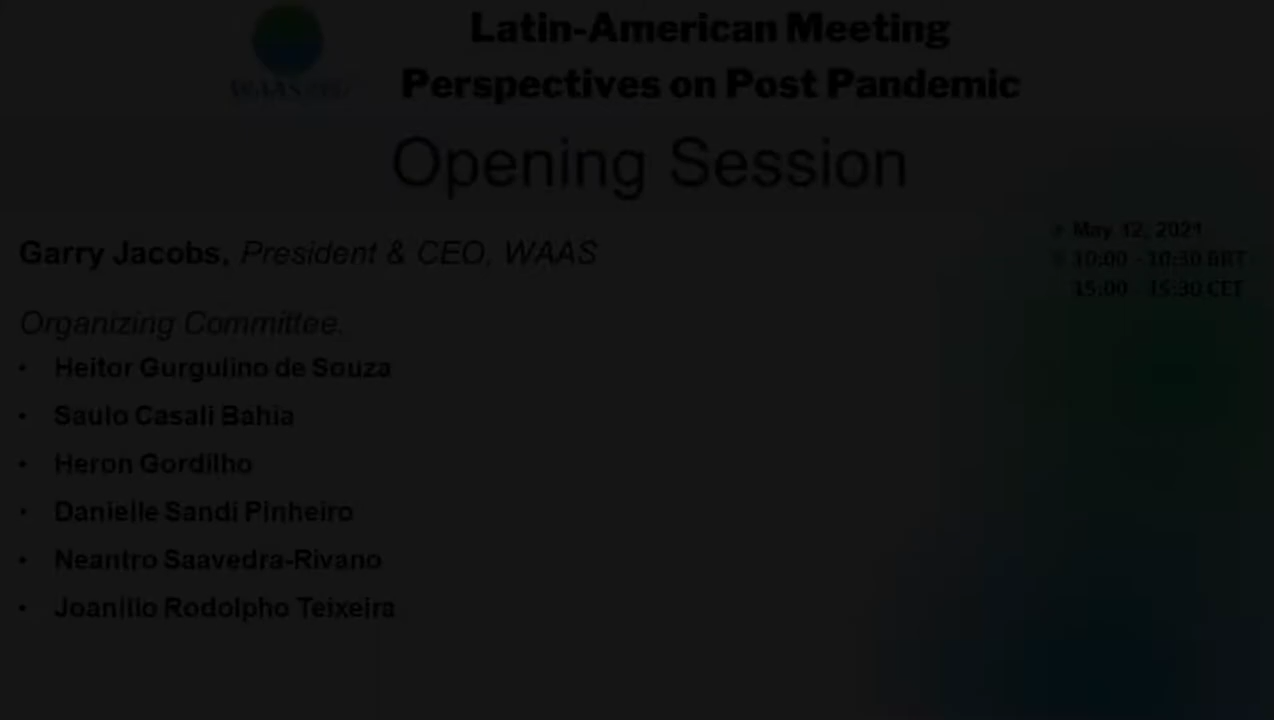 Latin-American Meeting
Perspectives on Post Pandemic
Opening Session
Garry Jacobs, President & CEO, WAAS
May 12, 2021
10:00 - 10:30 BRT
15:00 - 15:30 CET
Organizing Committee.
• Heitor Gurgulino de Souza
• Saulo Casali Bahia
• Heron Gordilho
• Danielle Sandi Pinheiro
• Neantro Saavedra-Rivano
• Joanilio Rodolpho Teixeira